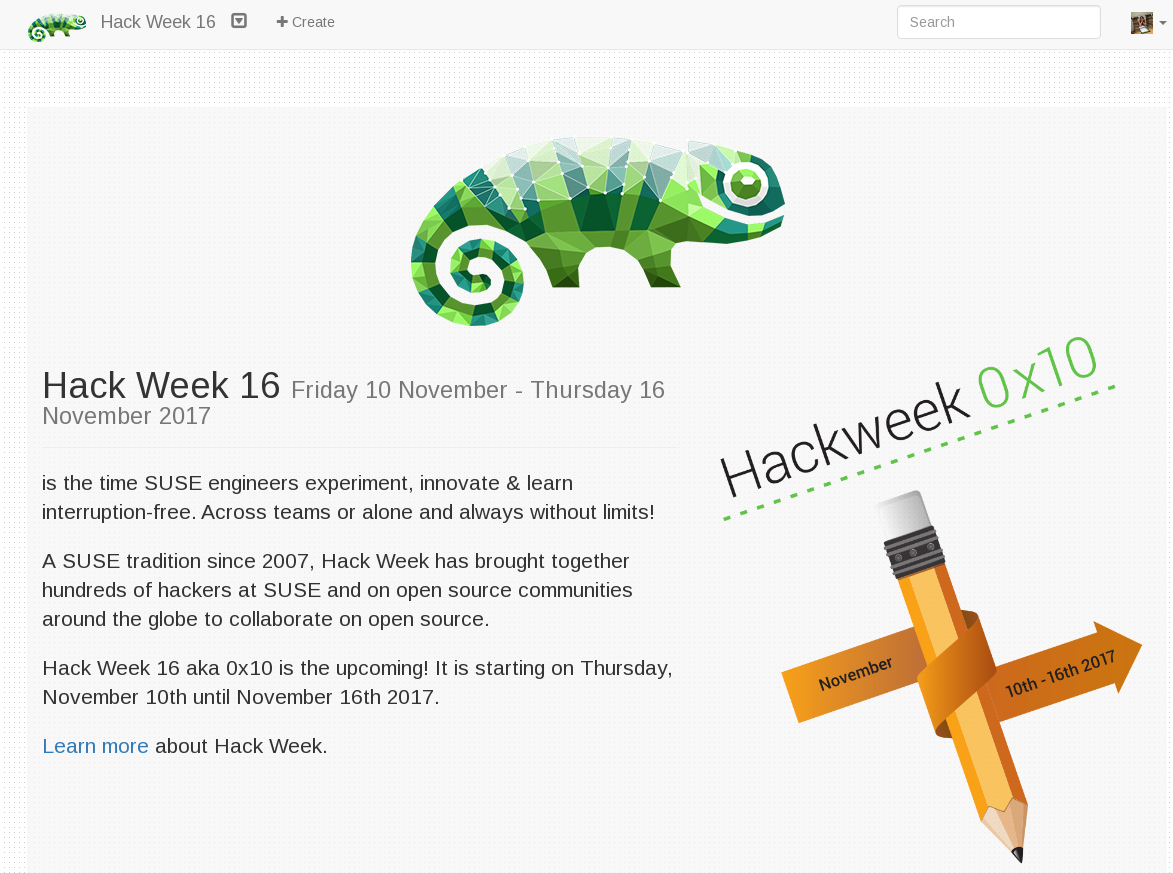 Hack Week 16
Create
Search
Hack Week 16 Friday 10 November - Thursday 16
November 2017
Hackweek 0x10
is the time SUSE engineers experiment, innovate & learn
interruption-free. Across teams or alone and always without limits!
A SUSE tradition since 2007, Hack Week has brought together
hundreds of hackers at SUSE and on open source communities
around the globe to collaborate on open source.
Hack Week 16 aka 0x10 is the upcoming! It is starting on Thursday,
November 10th until November 16th 2017.
Learn more about Hack Week.
November
10th - 16th 2017